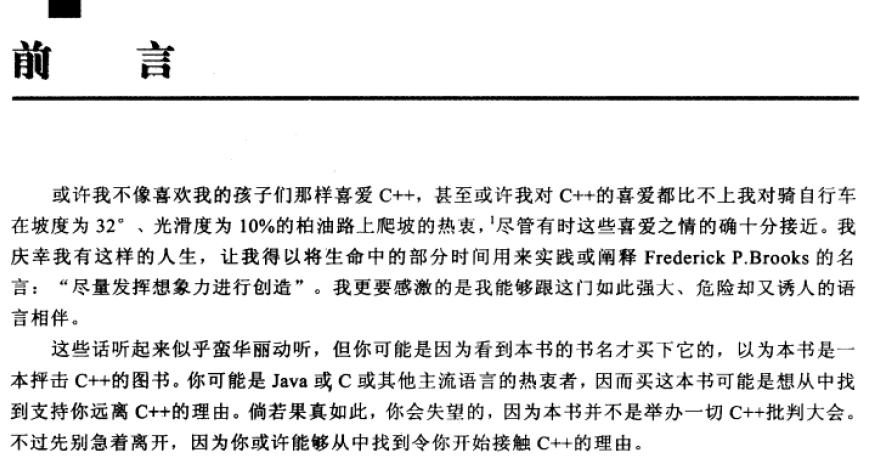 前 言
或许我不像喜欢我的孩子们那样喜爱 C++，甚至或许我对 C++的喜爱都比不上我对骑自行车
在坡度为 32°、光滑度为 10%的柏油路上爬坡的热衷，¹尽管有时这些喜爱之情的确十分接近。我
庆幸我有这样的人生，让我得以将生命中的部分时间用来实践或阐释 Frederick P.Brooks 的名
言：“尽量发挥想象力进行创造”。我更要感激的是我能够跟这门如此强大、危险却又诱人的语
言相伴。
这些话听起来似乎蛮华丽动听，但你可能是因为看到本书的书名才买下它的，以为本书是一
本抨击 C++的图书。你可能是 Java 或 C 或其他主流语言的热衷者，因而买这本书可能是想从中找
到支持你远离 C++的理由。倘若果真如此，你会失望的，因为本书并不是举办一切 C++批判大会。
不过先别急着离开，因为你或许能够从中找到令你开始接触 C++的理由。